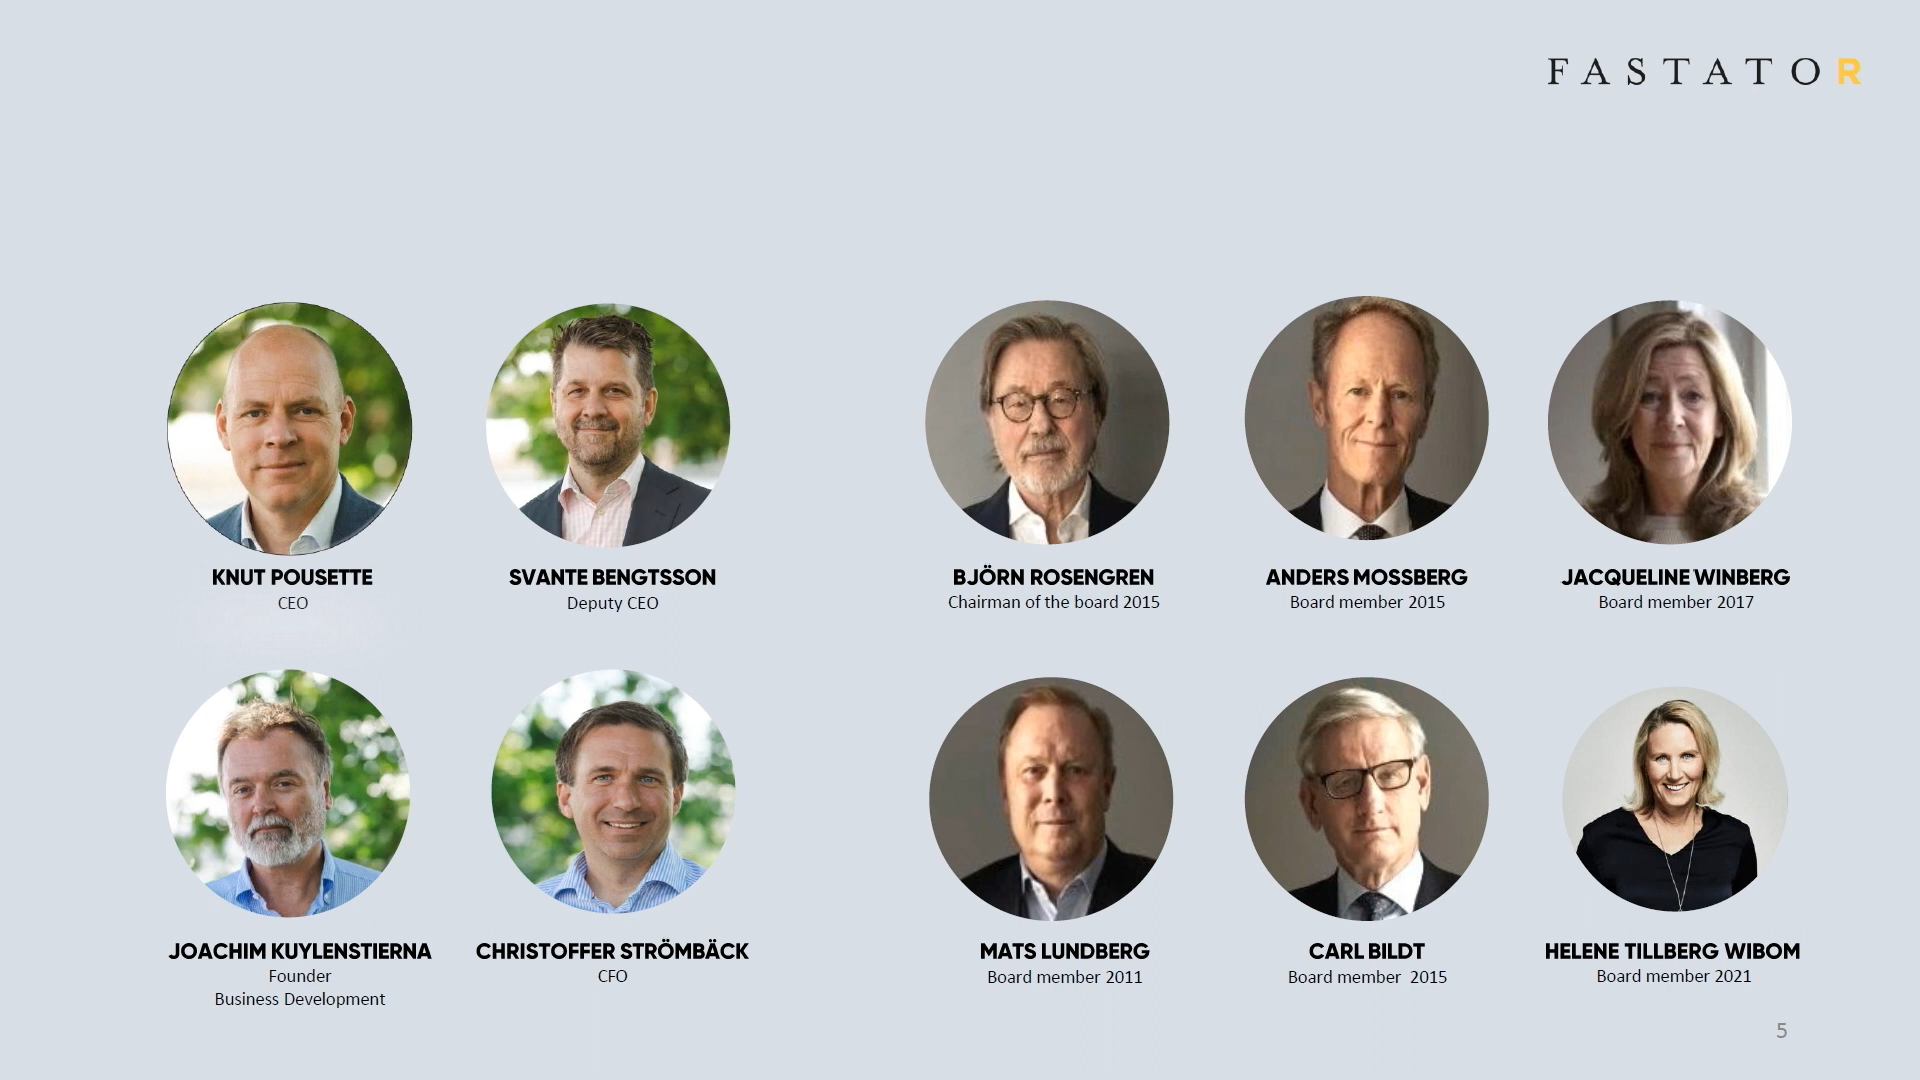 FASTATOR
KNUT POUSETTE
CEO
SVANTE BENGTSSON
Deputy CEO
BJÖRN ROSENGREN
Chairman of the board 2015
ANDERS MOSSBERG
Board member 2015
JACQUELINE WINBERG
Board member 2017
JOACHIM KUYLENSTIERNA
Founder
Business Development
CHRISTOFFER STRÖMBÄCK
CFO
MATS LUNDBERG
Board member 2011
CARL BILDT
Board member  2015
HELENE TILLBERG WIBOM
Board member 2021
5